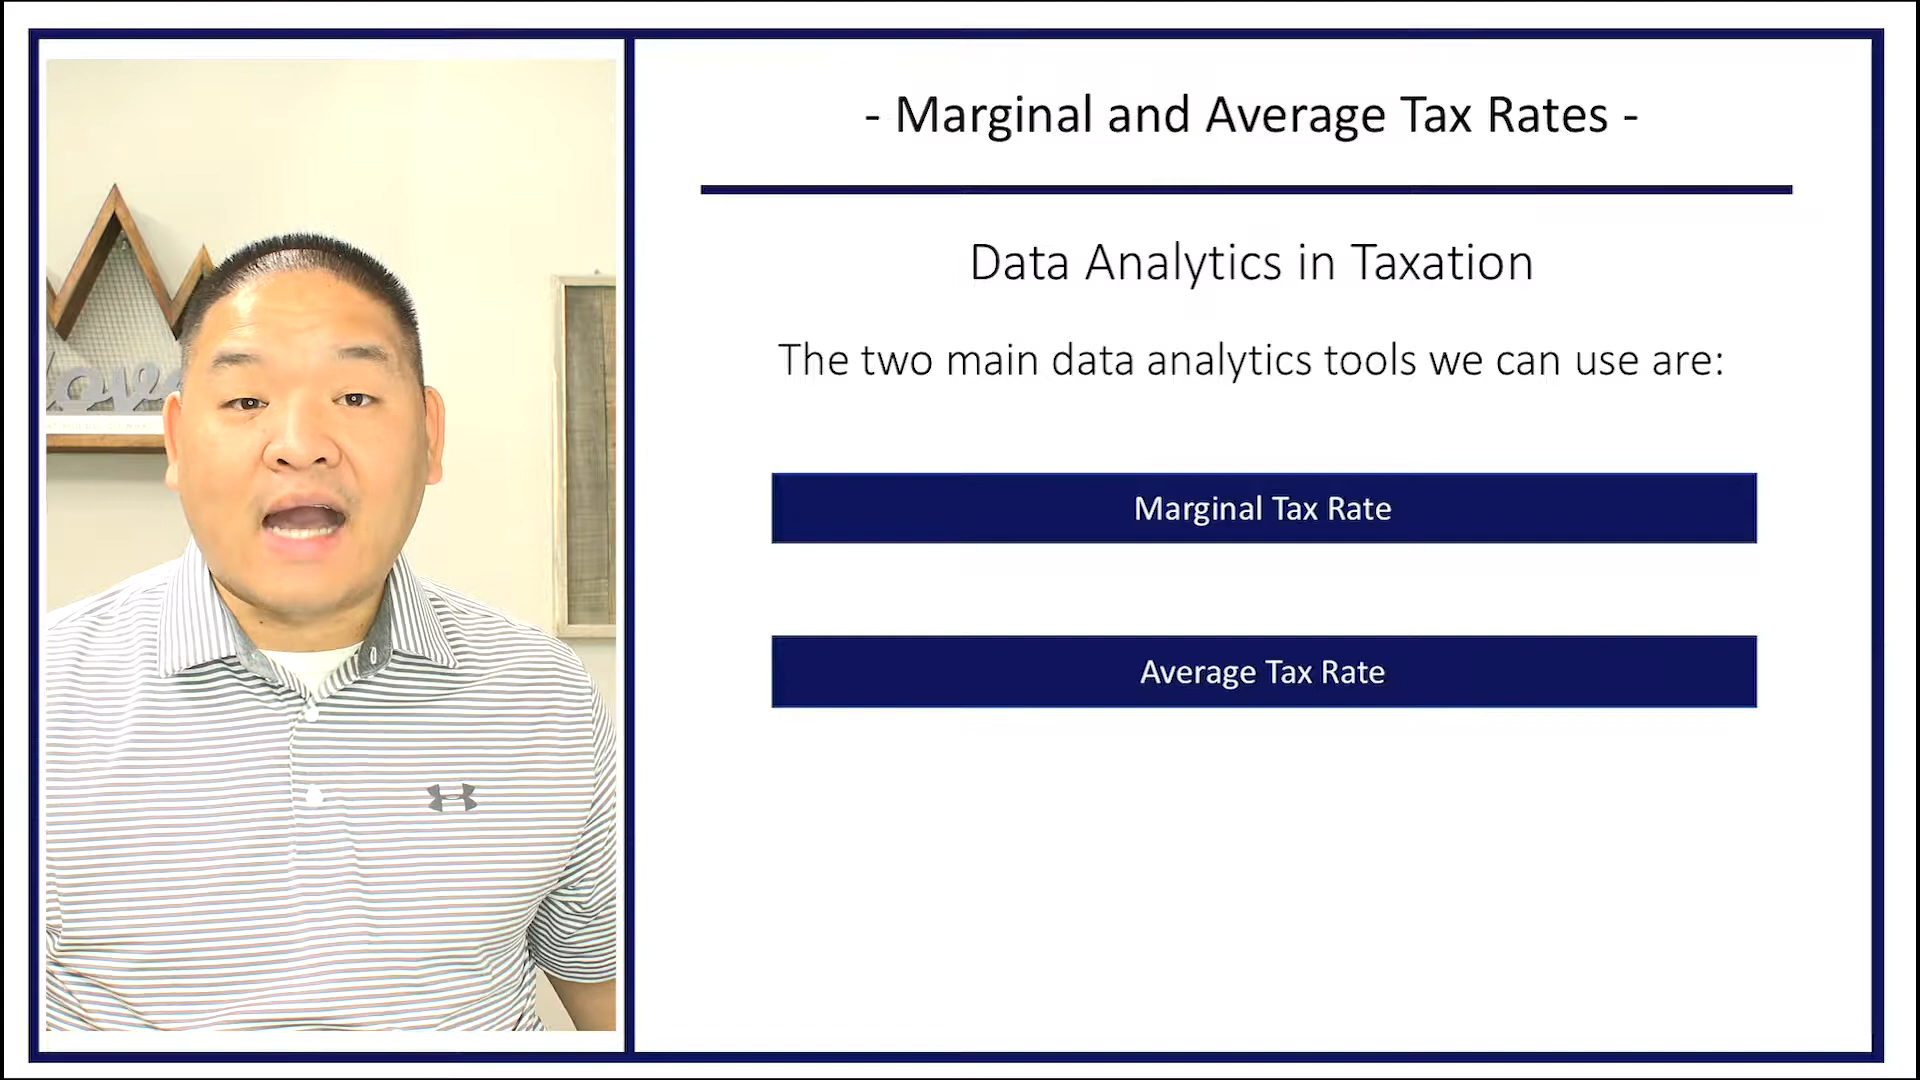 - Marginal and Average Tax Rates -
Data Analytics in Taxation
The two main data analytics tools we can use are:
Marginal Tax Rate
Average Tax Rate
love